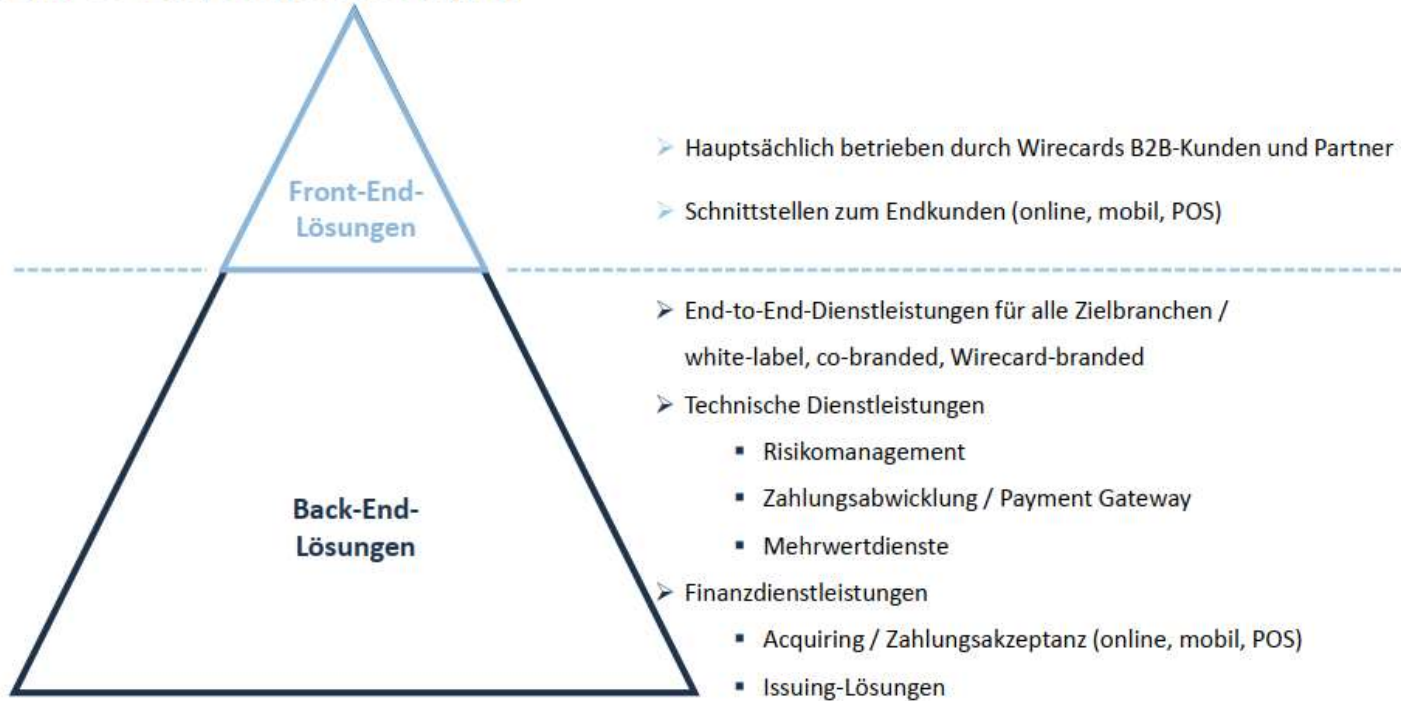 Front-End-
Lösungen
Hauptsächlich betrieben durch Wirecards B2B-Kunden und Partner
Schnittstellen zum Endkunden (online, mobil, POS)
Back-End-
Lösungen
End-to-End-Dienstleistungen für alle Zielbranchen /
white-label, co-branded, Wirecard-branded
Technische Dienstleistungen
Risikomanagement
Zahlungsabwicklung / Payment Gateway
Mehrwertdienste
Finanzdienstleistungen
Acquiring / Zahlungsakzeptanz (online, mobil, POS)
Issuing-Lösungen